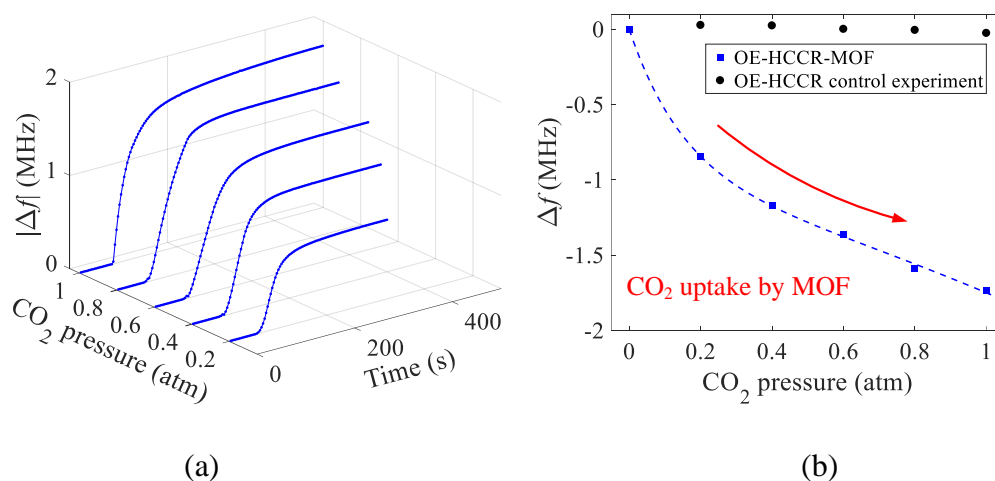 2
1
0
|Δf| (MHz)
1
0.8
0.6
0.4
0.2
CO2 pressure (atm)
0
200
400
Time (s)
(a)
(b)
0
-0.5
-1
-1.5
-2
Δf (MHz)
OE-HCCR-MOF
OE-HCCR control experiment
CO2 uptake by MOF
0
0.2
0.4
0.6
0.8
1
CO2 pressure (atm)